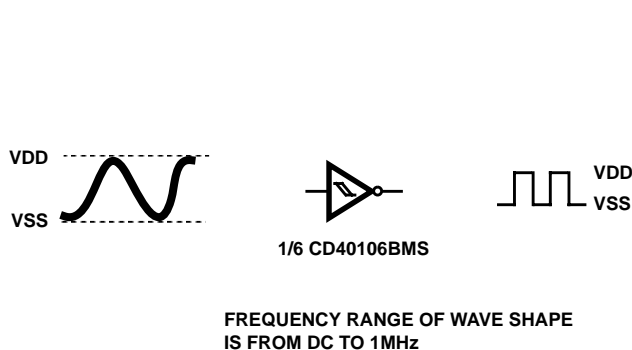 VDD
VSS
1/6 CD40106BMS
VDD
VSS
FREQUENCY RANGE OF WAVE SHAPE
IS FROM DC TO 1MHz